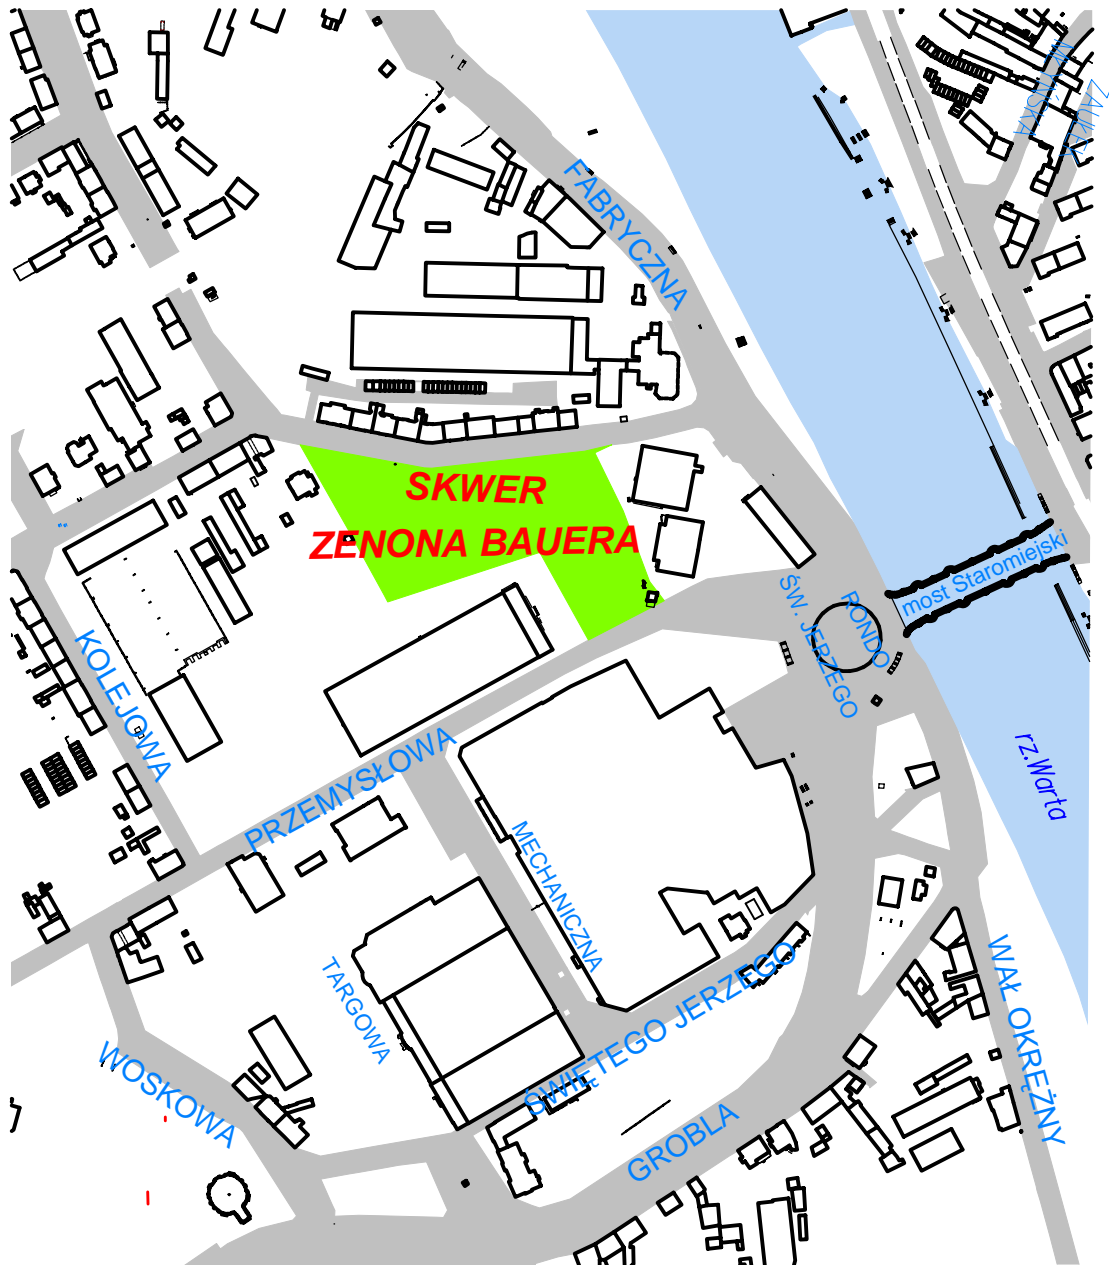 ZAUŁEK
FABRYCZNA
SKWER
ZENONA BAUERA
most Staromiejski
RONDO
ŚW. JERZEGO
KOLEJOWA
PRZEMYSŁOWA
rz.Warta
MECHANICZNA
TARGOWA
ŚWIĘTEGO JERZEGO
WAŁ OKRĘŻNY
WOSKOWA
GROBLA